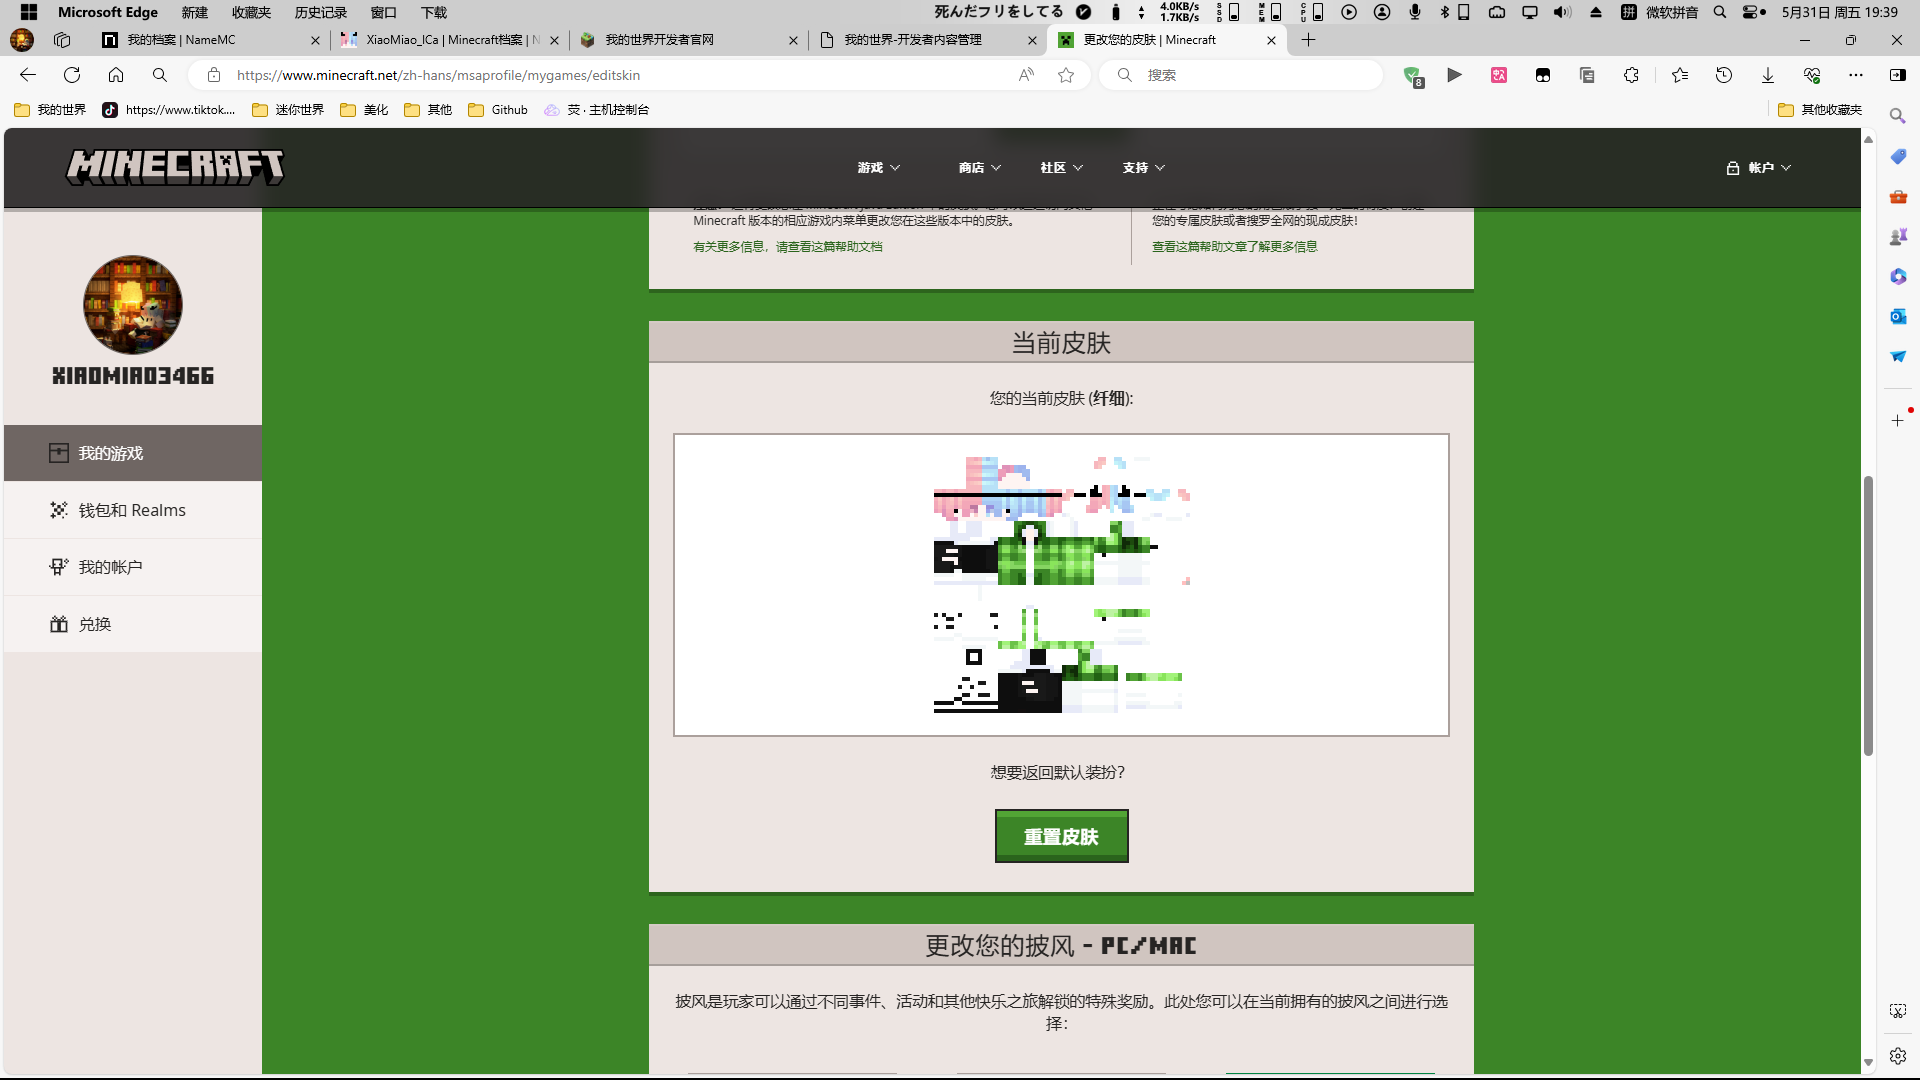 Microsoft Edge 新建 收藏夹 历史记录 窗口 下载 死んだフリをしてる 4.0KB/s 1.7KB/s SSD MEM CPU 拼 微软拼音 5月31日 周五 19:39
我的档案 | NameMC XiaoMiao_ICa | Minecraft档案 | N 我的世界开发者官网 我的世界-开发者内容管理 更改您的皮肤 | Minecraft
https://www.minecraft.net/zh-hans/msaprofile/mygames/editskin 搜索 8
我的世界 https://www.tiktok.... 迷你世界 美化 其他 Github 荧 · 主机控制台 其他收藏夹
MINECRAFT 游戏 商店 社区 支持 帐户
Minecraft 版本的相应游戏内菜单更改您在这些版本中的皮肤。
有关更多信息，请查看这篇帮助文档
您的专属皮肤或者搜罗全网的现成皮肤！
查看这篇帮助文章了解更多信息
XIAOMIAO3466
我的游戏
钱包和 Realms
我的帐户
兑换
当前皮肤
您的当前皮肤 (纤细):
想要返回默认装扮?
重置皮肤
更改您的披风 - PC/MAC
披风是玩家可以通过不同事件、活动和其他快乐之旅解锁的特殊奖励。此处您可以在当前拥有的披风之间进行选
择：